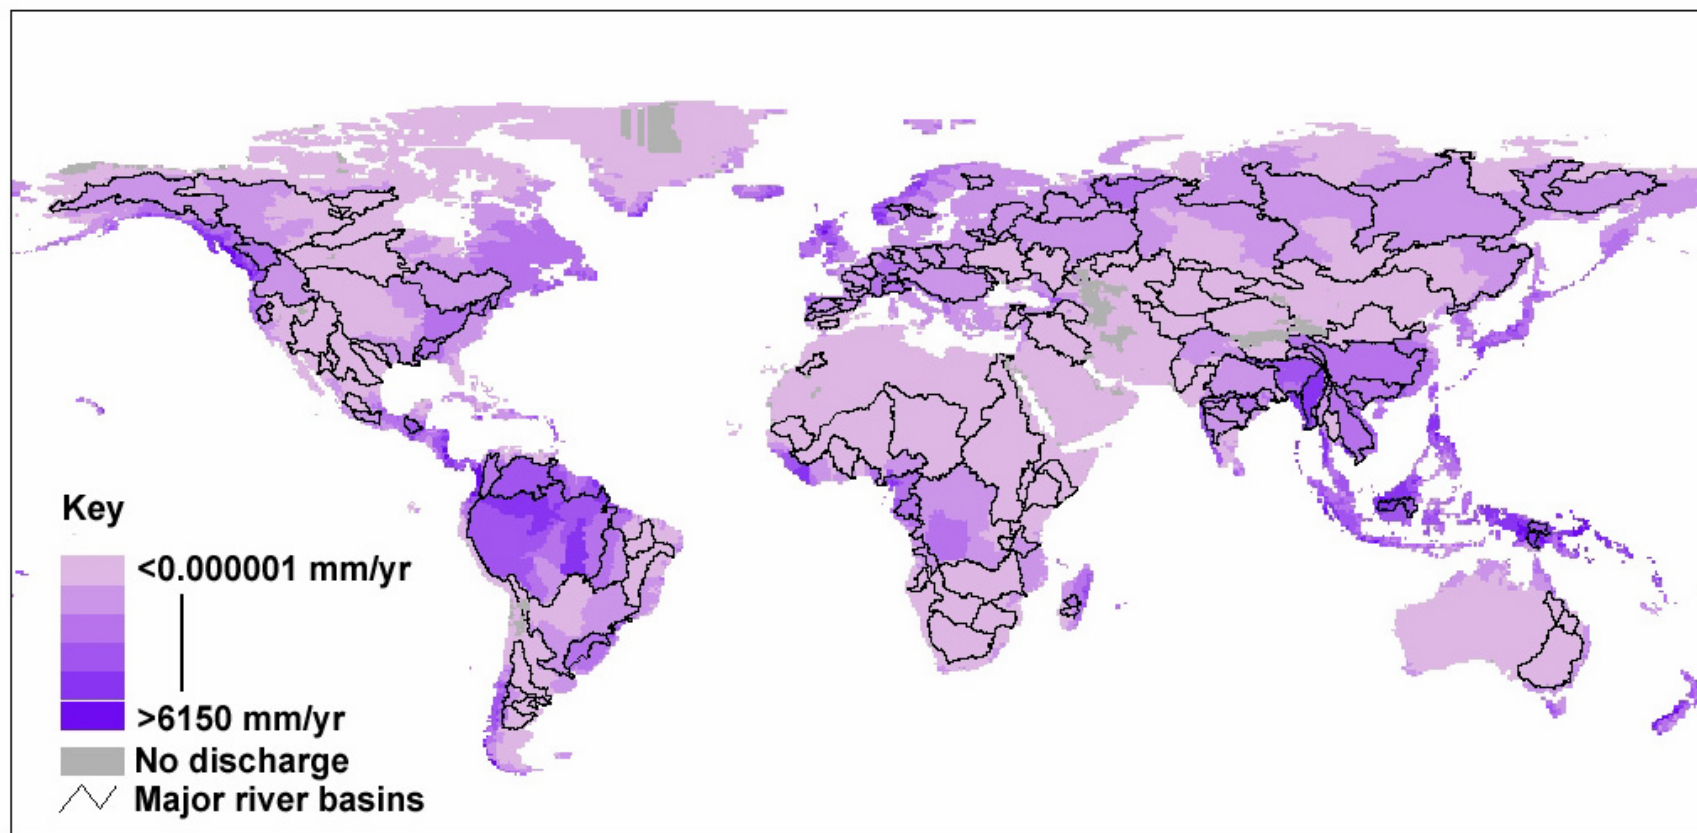 Key
<0.000001 mm/yr
>6150 mm/yr
No discharge
Major river basins